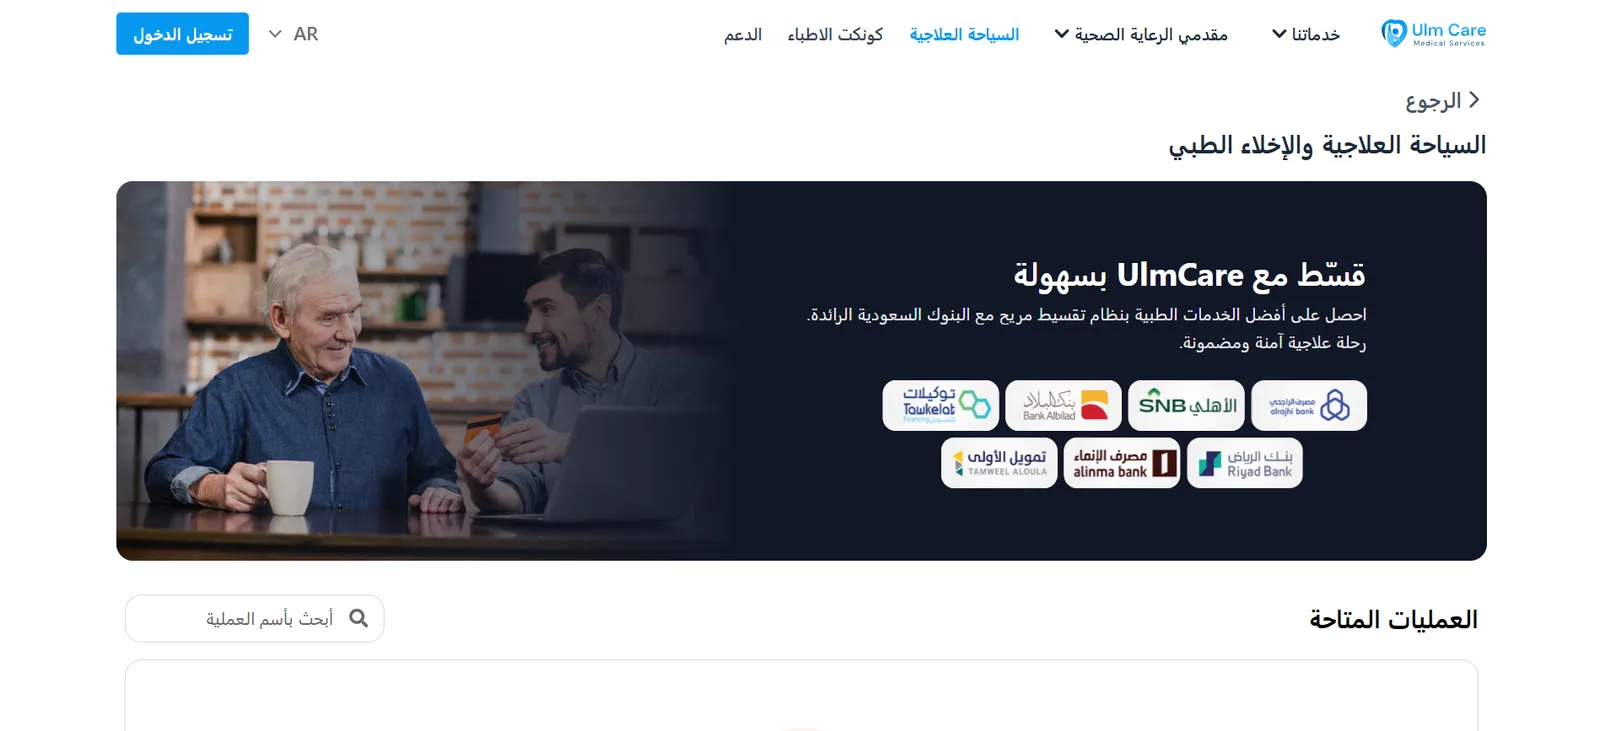 Ulm Care
Medical Services
خدماتنا
مقدمي الرعاية الصحية
السياحة العلاجية
كونكت الاطباء
الدعم
AR
تسجيل الدخول
الرجوع
السياحة العلاجية والإخلاء الطبي
قسّط مع UlmCare بسهولة
احصل على أفضل الخدمات الطبية بنظام تقسيط مريح مع البنوك السعودية الرائدة.
رحلة علاجية آمنة ومضمونة.
مصرف الراجحي
alrajhi bank
الأهلي SNB
بنك البلاد
Bank Albilad
توكيلات
Tawkelat
للتمويل Financing
بنك الرياض
Riyad Bank
مصرف الإنماء
alinma bank
تمويل الأولى
TAMWEEL ALOULA
العمليات المتاحة
أبحث بأسم العملية